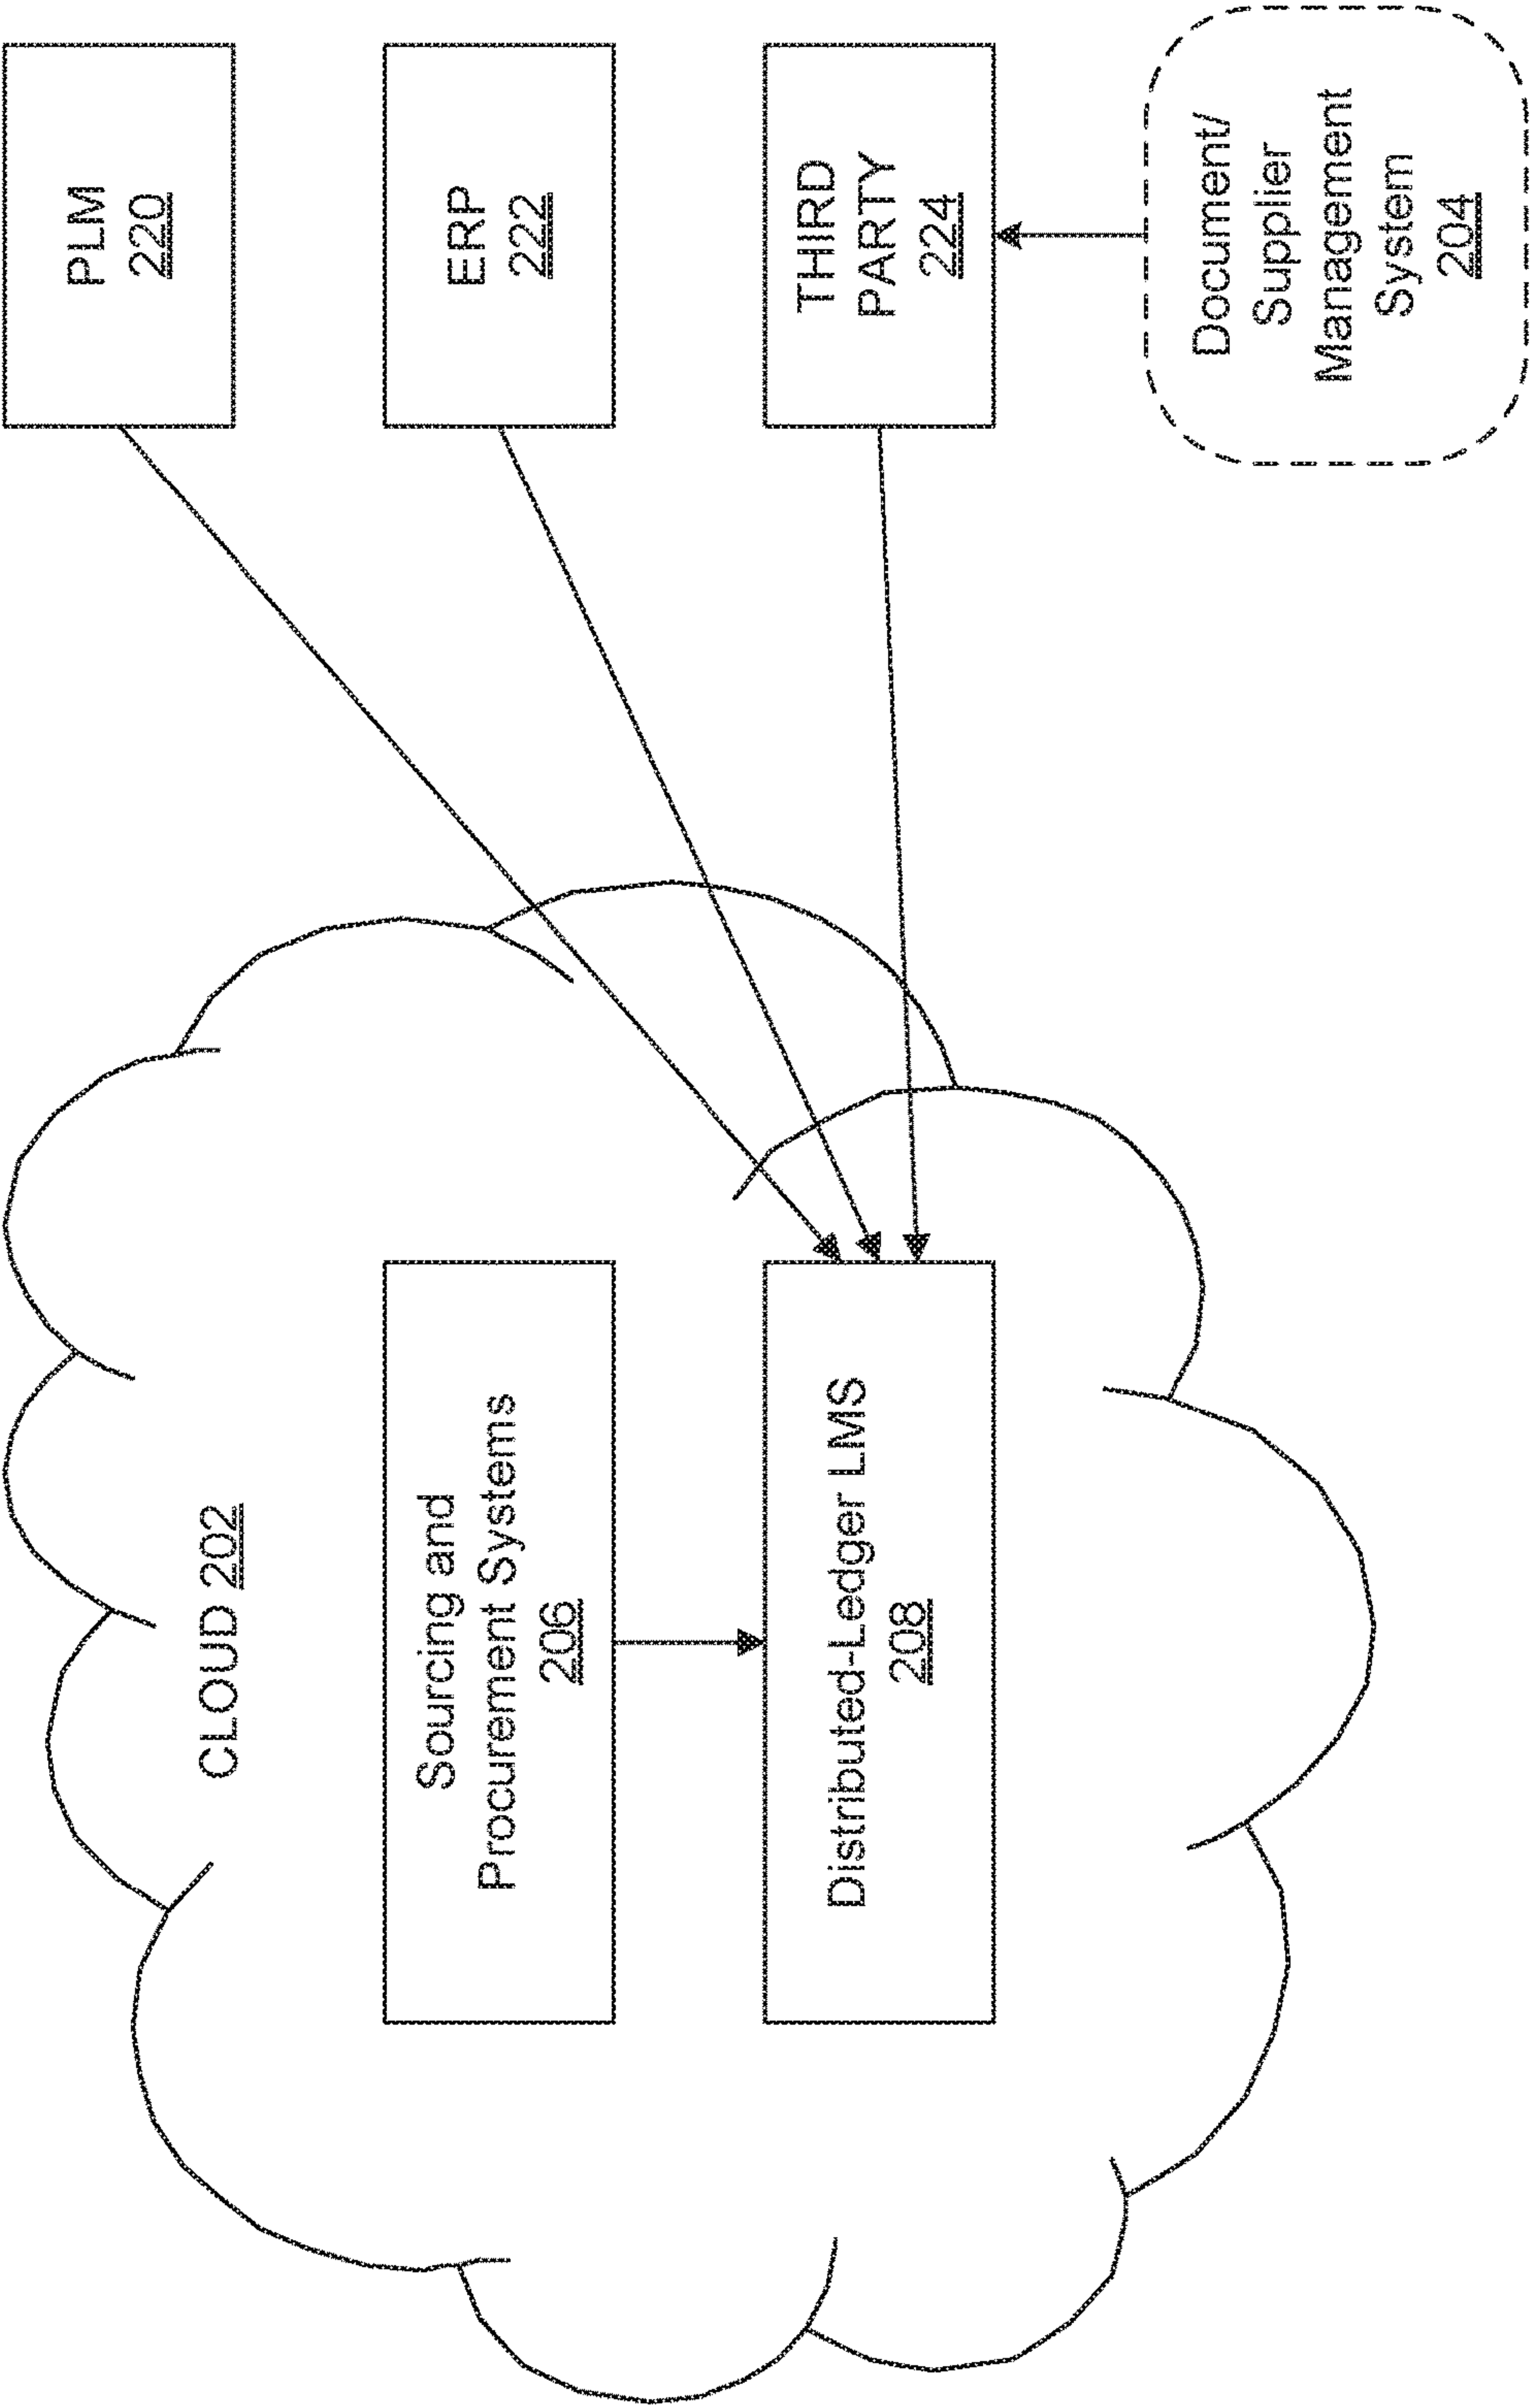 CLOUD 202
Sourcing and
Procurement Systems
206
Distributed-Ledger LMS
208
PLM
220
ERP
222
THIRD
PARTY
224
Document/
Supplier
Management
System
204